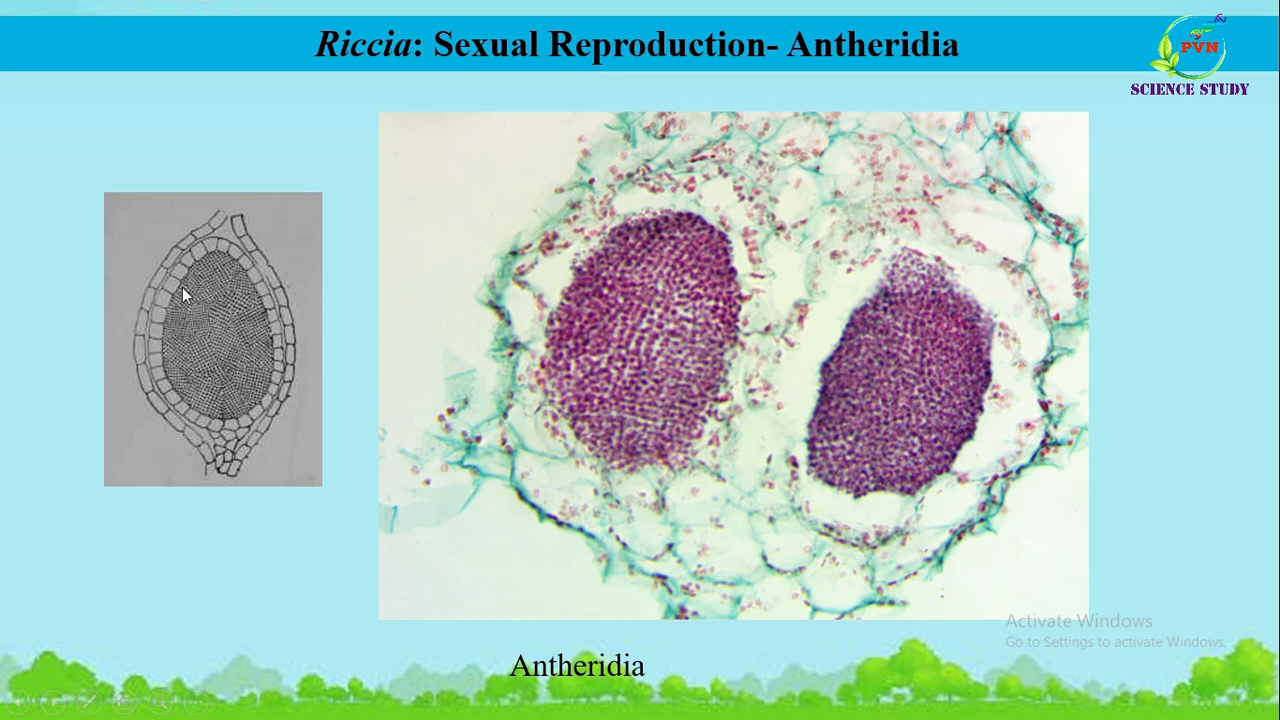 Riccia: Sexual Reproduction- Antheridia
PVN
SCIENCE STUDY
Activate Windows
Go to Settings to activate Windows.
Antheridia